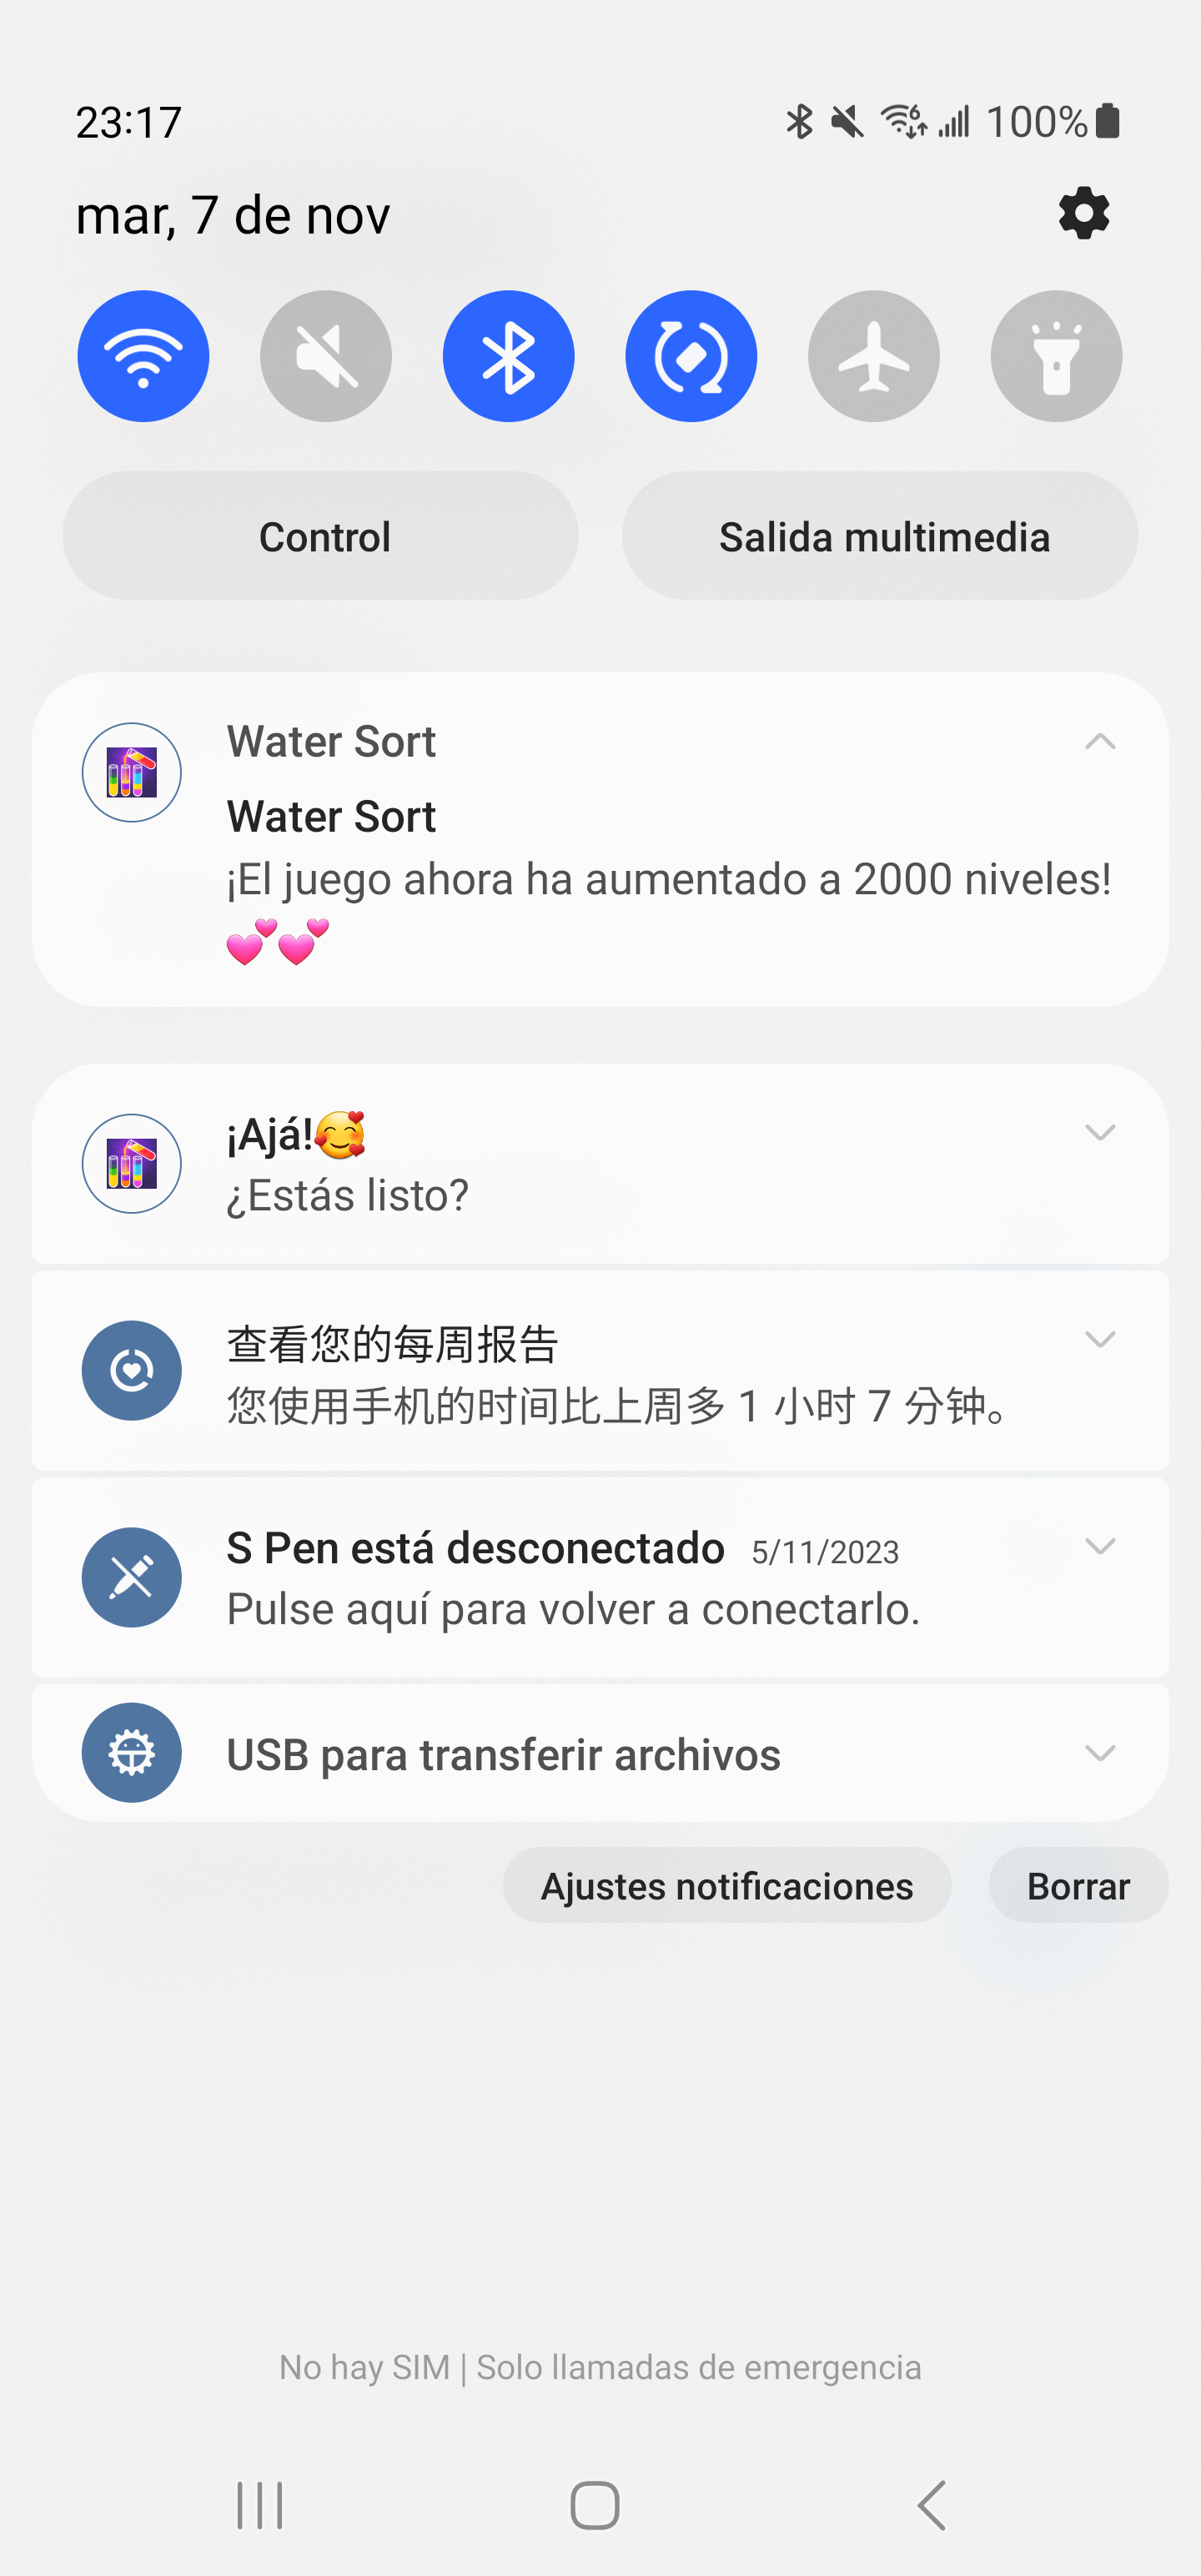 23:17
100%
mar, 7 de nov
Control
Salida multimedia
Water Sort
Water Sort
¡El juego ahora ha aumentado a 2000 niveles!
💕💕
¡Ajá!🥰
¿Estás listo?
查看您的每周报告
您使用手机的时间比上周多 1 小时 7 分钟。
S Pen está desconectado 5/11/2023
Pulse aquí para volver a conectarlo.
USB para transferir archivos
Ajustes notificaciones
Borrar
No hay SIM | Solo llamadas de emergencia